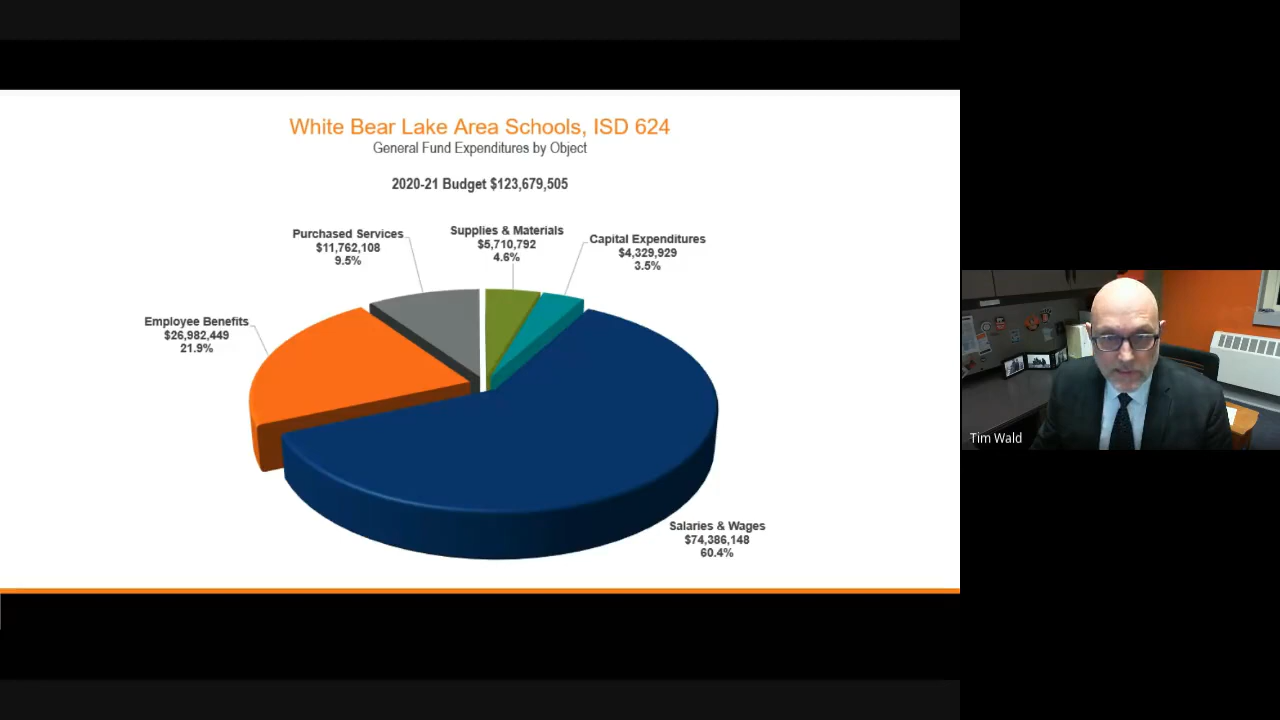 White Bear Lake Area Schools, ISD 624
General Fund Expenditures by Object
2020-21 Budget $123,679,505
Purchased Services
$11,762,108
9.5%
Supplies & Materials
$5,710,792
4.6%
Capital Expenditures
$4,329,929
3.5%
Employee Benefits
$26,982,449
21.9%
Salaries & Wages
$74,386,148
60.4%
Tim Wald